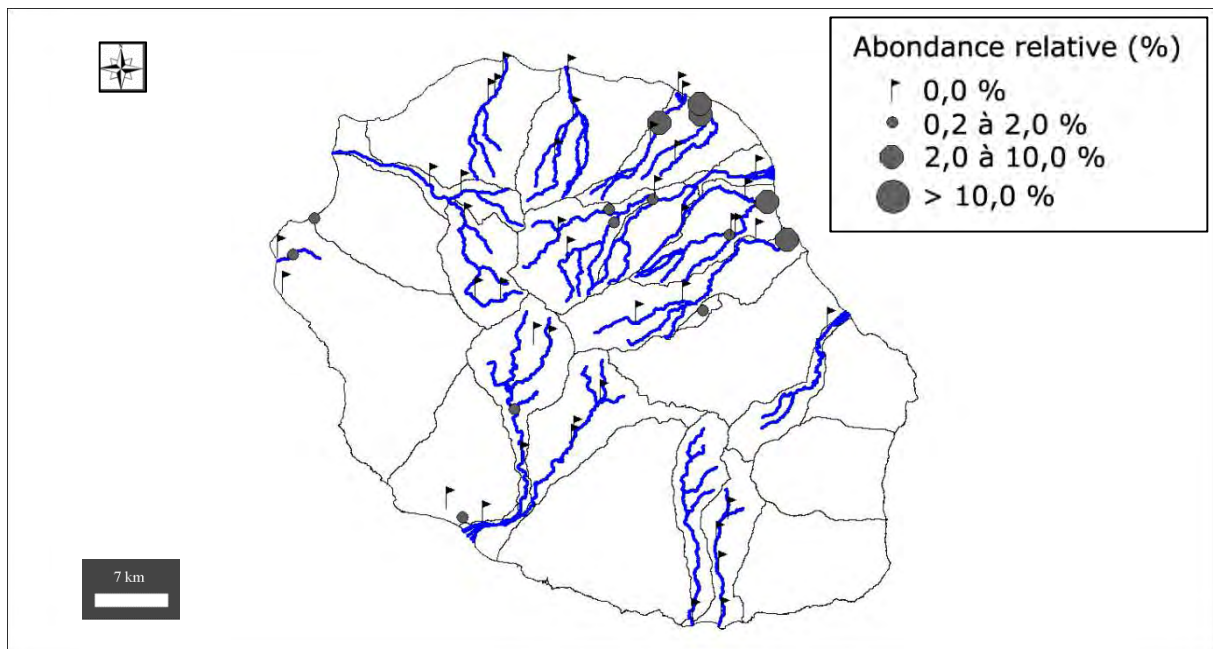 Abondance relative (%)
0,0 %
0,2 à 2,0 %
2,0 à 10,0 %
> 10,0 %
7 km